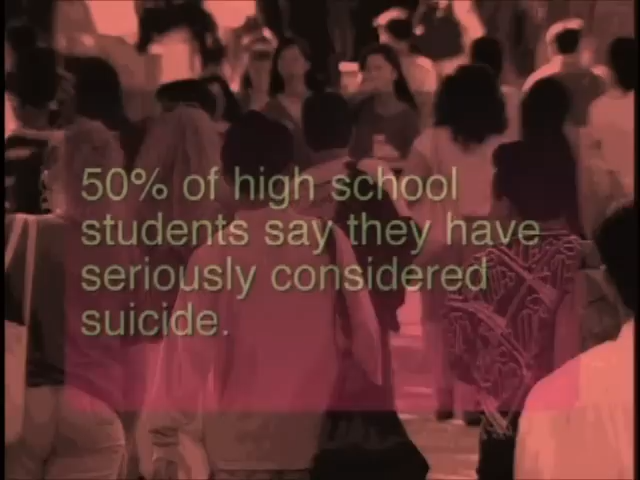 50% of high school
students say they have
seriously considered
suicide.